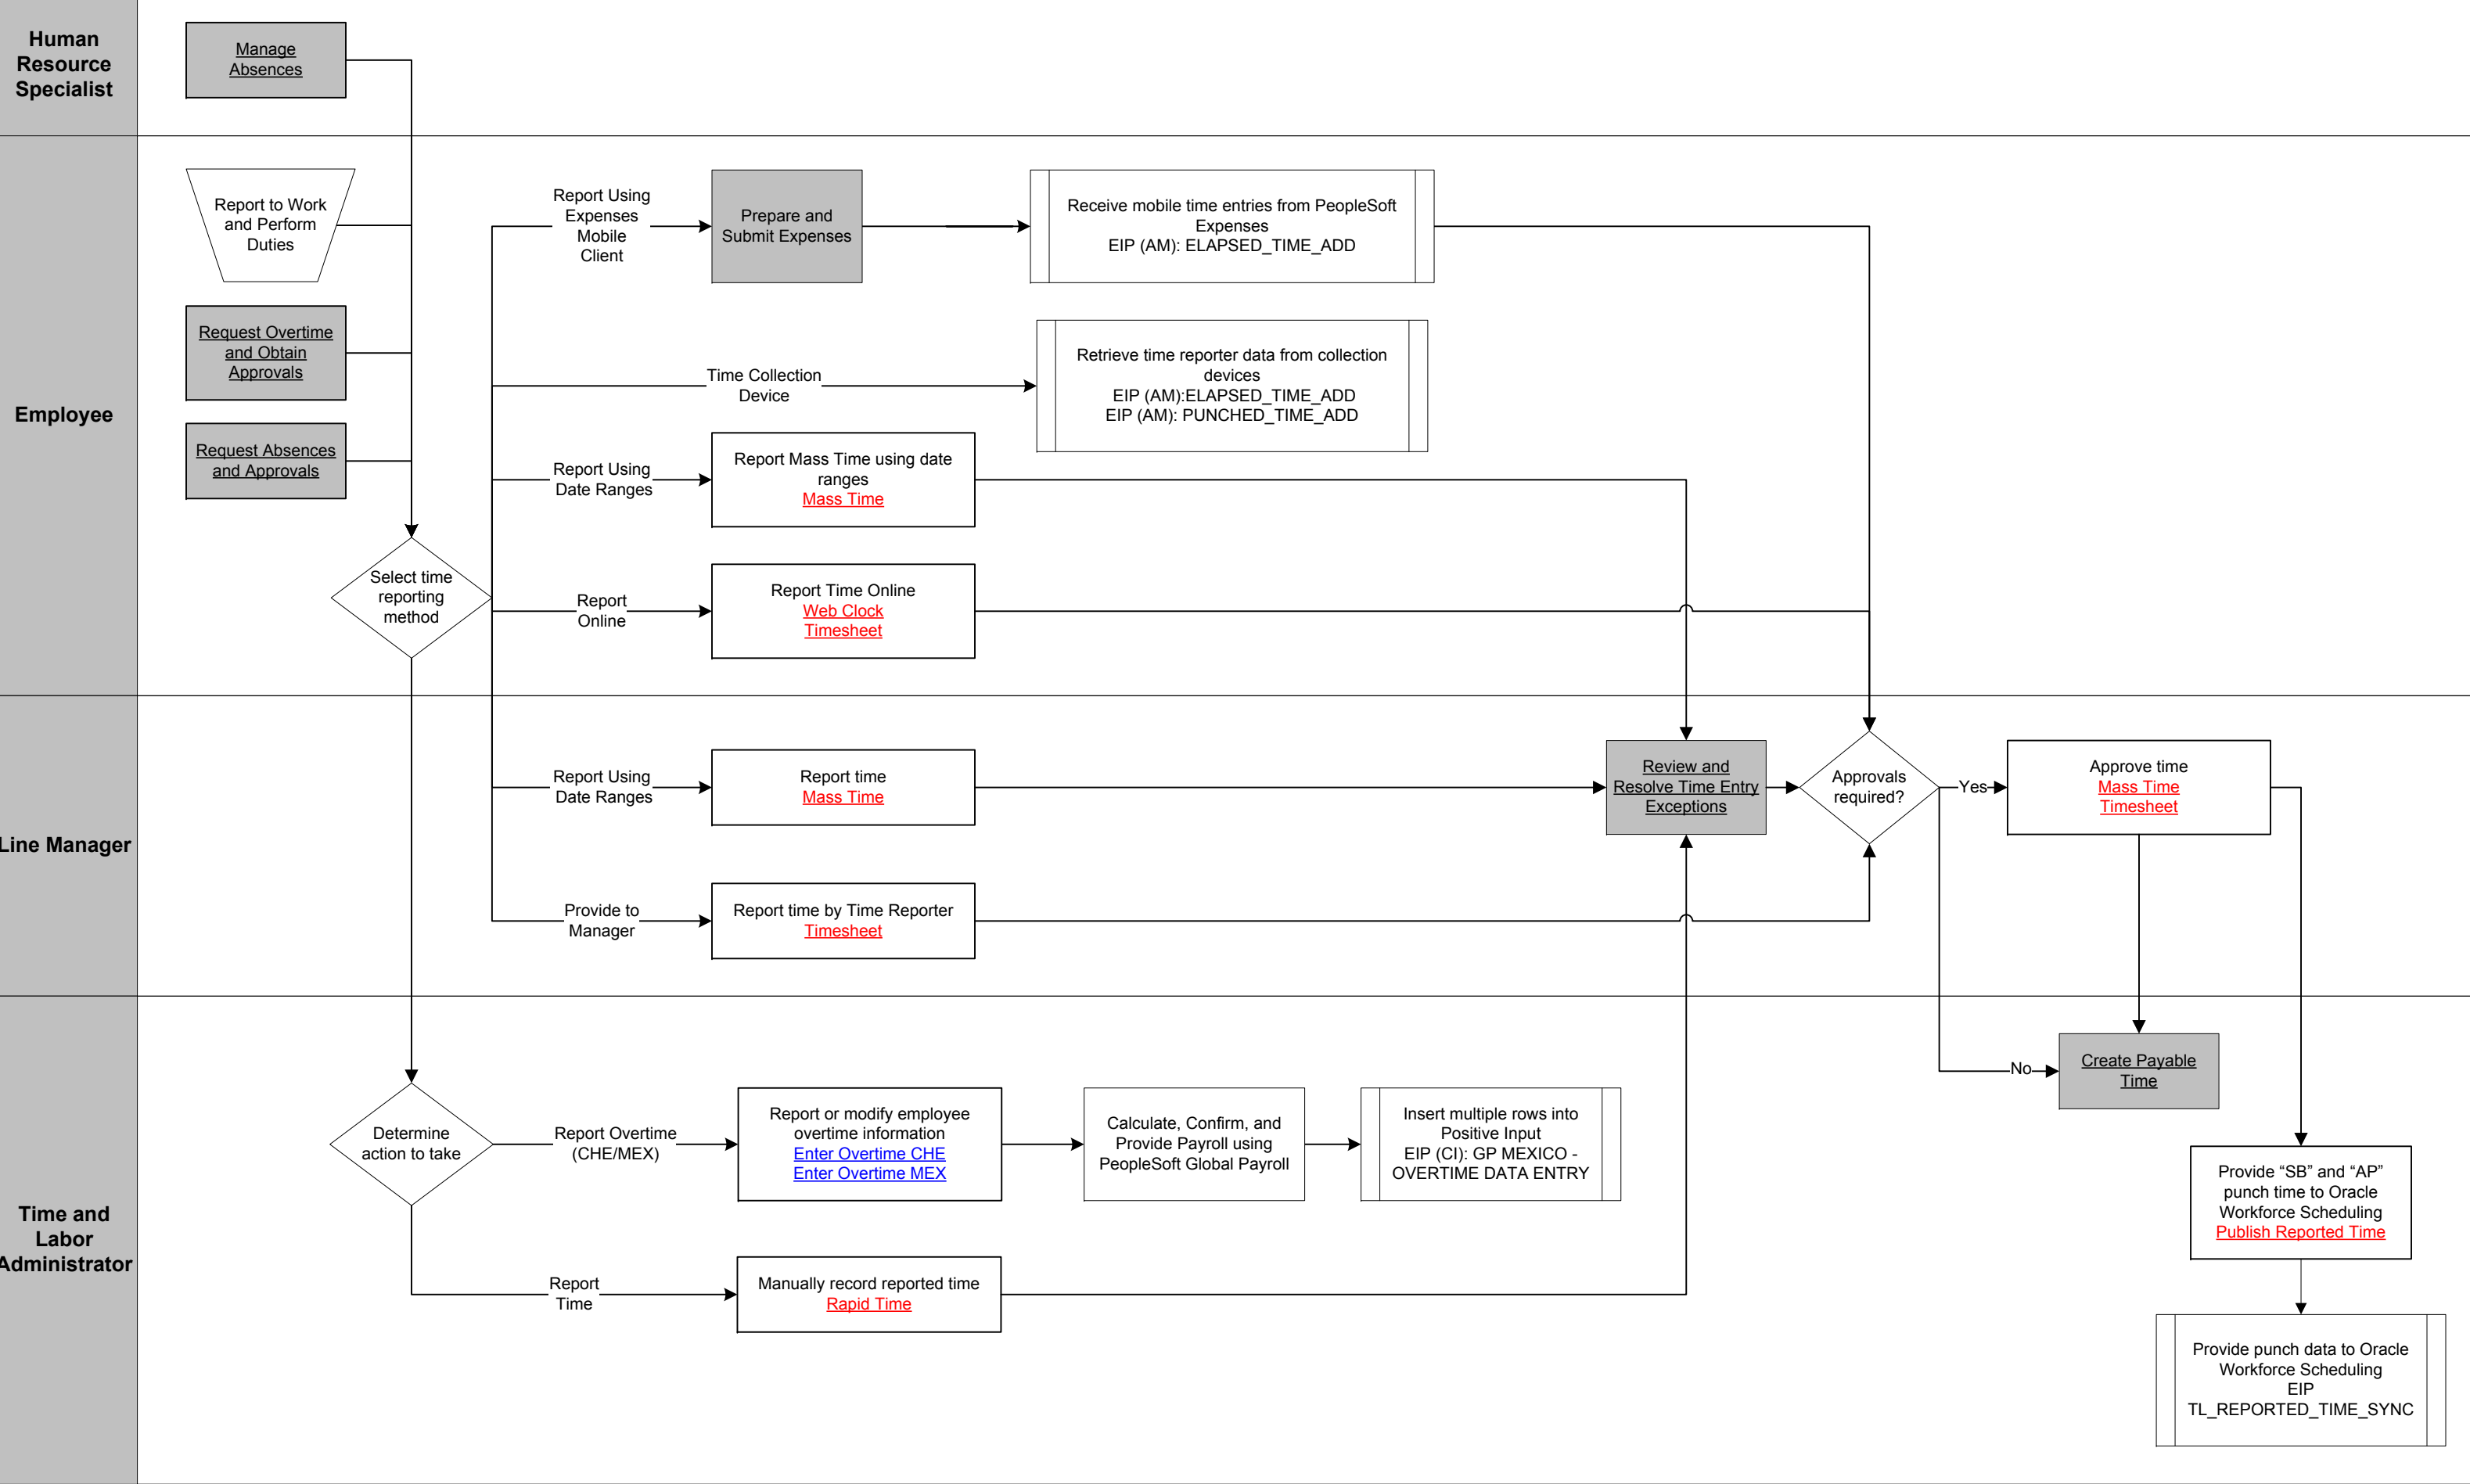 Human
Resource
Specialist
Manage
Absences
Employee
Report to Work
and Perform
Duties
Request Overtime
and Obtain
Approvals
Request Absences
and Approvals
Select time
reporting
method
Report Using
Expenses
Mobile
Client
Prepare and
Submit Expenses
Receive mobile time entries from PeopleSoft
Expenses
EIP (AM): ELAPSED_TIME_ADD
Time Collection
Device
Retrieve time reporter data from collection
devices
EIP (AM):ELAPSED_TIME_ADD
EIP (AM): PUNCHED_TIME_ADD
Report Using
Date Ranges
Report Mass Time using date
ranges
Mass Time
Report
Online
Report Time Online
Web Clock
Timesheet
Line Manager
Report Using
Date Ranges
Report time
Mass Time
Review and
Resolve Time Entry
Exceptions
Approvals
required?
Yes
Approve time
Mass Time
Timesheet
Provide to
Manager
Report time by Time Reporter
Timesheet
Time and
Labor
Administrator
Determine
action to take
Report Overtime
(CHE/MEX)
Report or modify employee
overtime information
Enter Overtime CHE
Enter Overtime MEX
Calculate, Confirm, and
Provide Payroll using
PeopleSoft Global Payroll
Insert multiple rows into
Positive Input
EIP (CI): GP MEXICO -
OVERTIME DATA ENTRY
No
Create Payable
Time
Report
Time
Manually record reported time
Rapid Time
Provide “SB” and “AP”
punch time to Oracle
Workforce Scheduling
Publish Reported Time
Provide punch data to Oracle
Workforce Scheduling
EIP
TL_REPORTED_TIME_SYNC